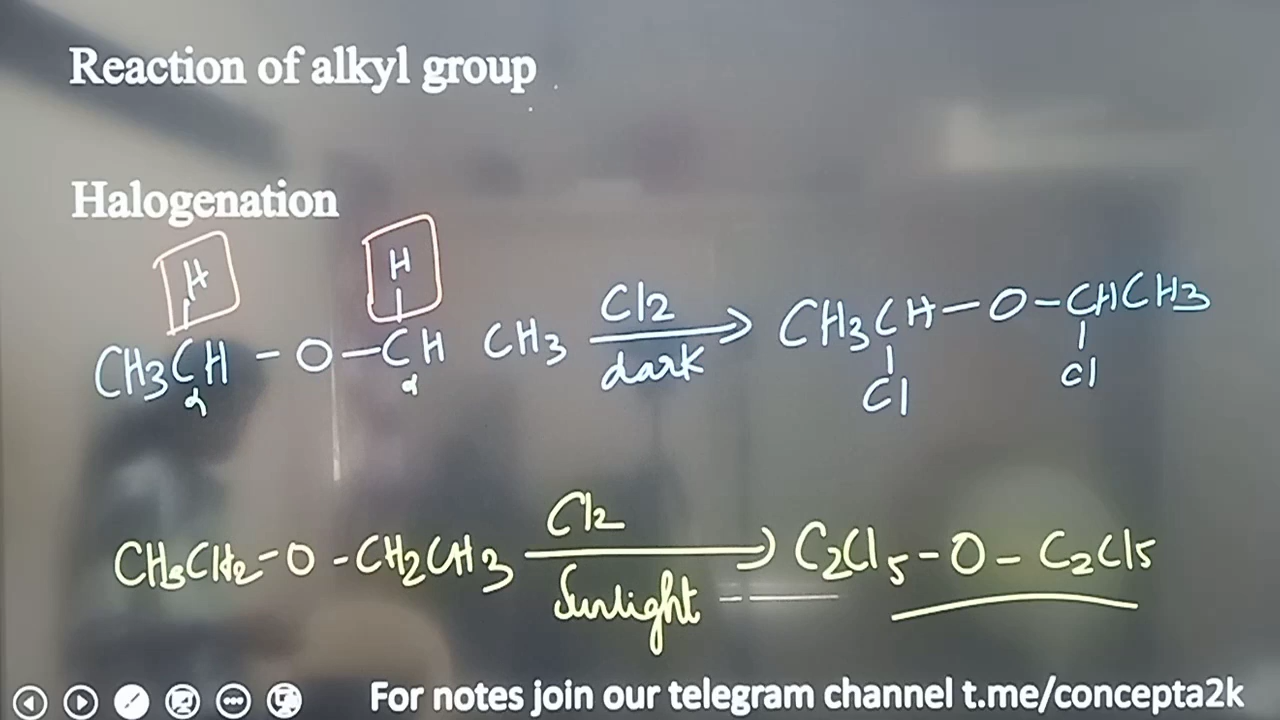 Reaction of alkyl group
Halogenation
H H
CH3CH - O - CH CH3 Cl2 dark → CH3CH - O - CHCH3
α α Cl Cl
CH3CH2 - O - CH2CH3 Cl2 Sunlight → C2Cl5 - O - C2Cl5
For notes join our telegram channel t.me/concepta2k